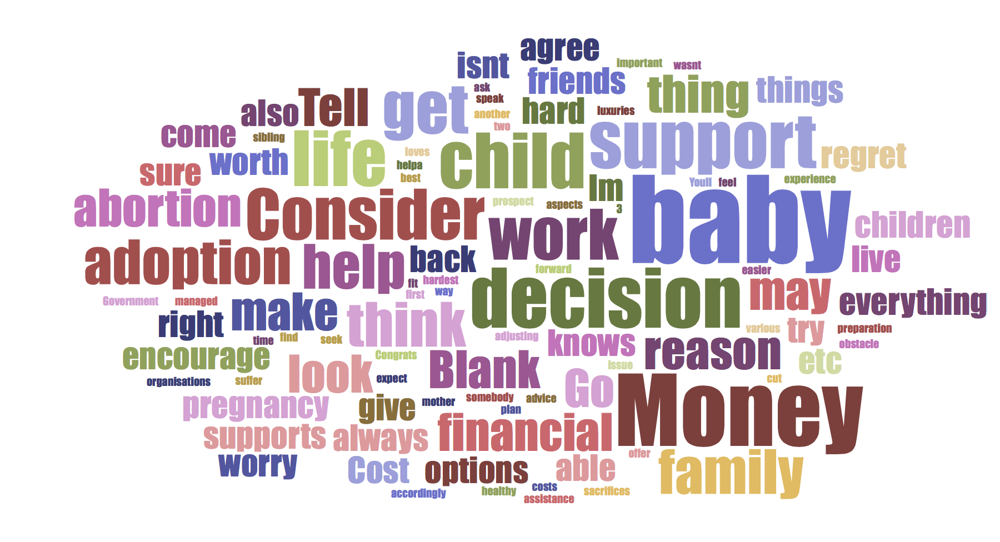 agree
isnt
important
wasnt
friends
ask
thing
things
Tell
get
speak
also
hard
luxuries
another
two
come
sibling
life
child
support
regret
loves
worth
sure
helpa
best
Im
Youll
feel
experience
abortion
Consider
prospect
aspects
3
baby
work
children
adoption
help
back
live
forward
easier
decision
may
everything
fit
hardest
first
way
Government
managed
make
think
right
time
find
seek
adjusting
knows
various
try
preparation
obstacle
reason
encourage
Congrats
look
Blank
issue
etc
organisations
suffer
expect
Go
cut
Money
pregnancy
give
mother
somebody
advice
plan
supports
always
financial
offer
worry
Cost
options
able
family
accordingly
healthy
costs
assistance
sacrifices